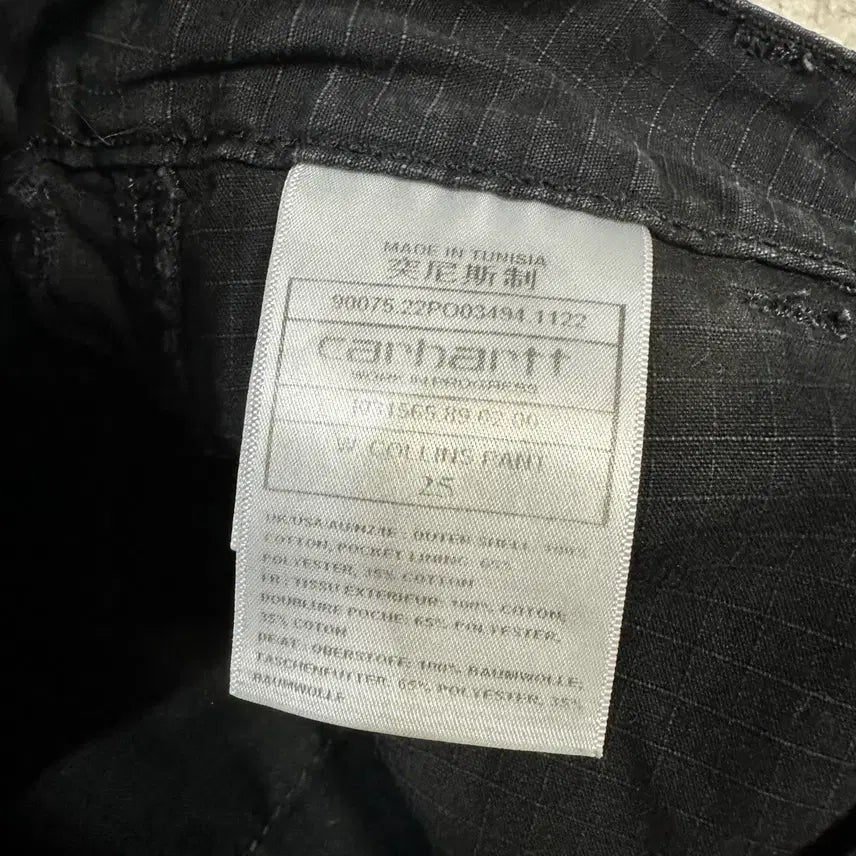 MADE IN TUNISIA
突尼斯制
90075.22PO03494.1122
carhartt
WORK IN PROGRESS
I031565.89.02.00
W' COLLINS PANT
25
UK/USA/AU/NZ/IE : OUTER SHELL: 100%
COTTON, POCKET LINING: 65%
POLYESTER, 35% COTTON
FR : TISSU EXTERIEUR: 100% COTON;
DOUBLURE POCHE: 65% POLYESTER,
35% COTON
DE/AT : OBERSTOFF: 100% BAUMWOLLE;
TASCHENFUTTER: 65% POLYESTER, 35%
BAUMWOLLE